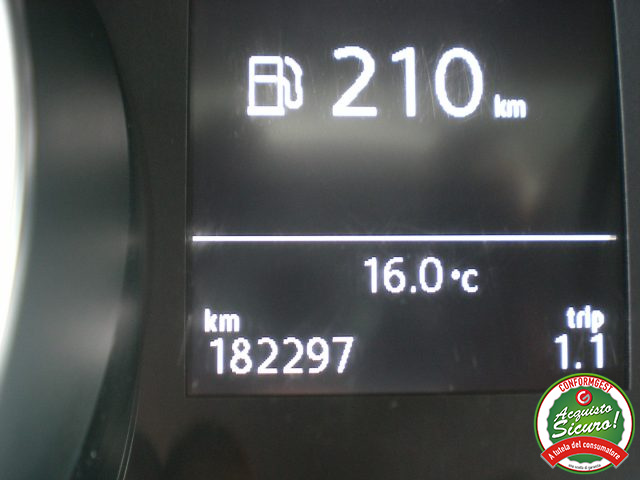 210 km
16.0 °C
km trip
182297 1.1
CONFORMGEST
Acquisto
Sicuro!
A tutela del consumatore